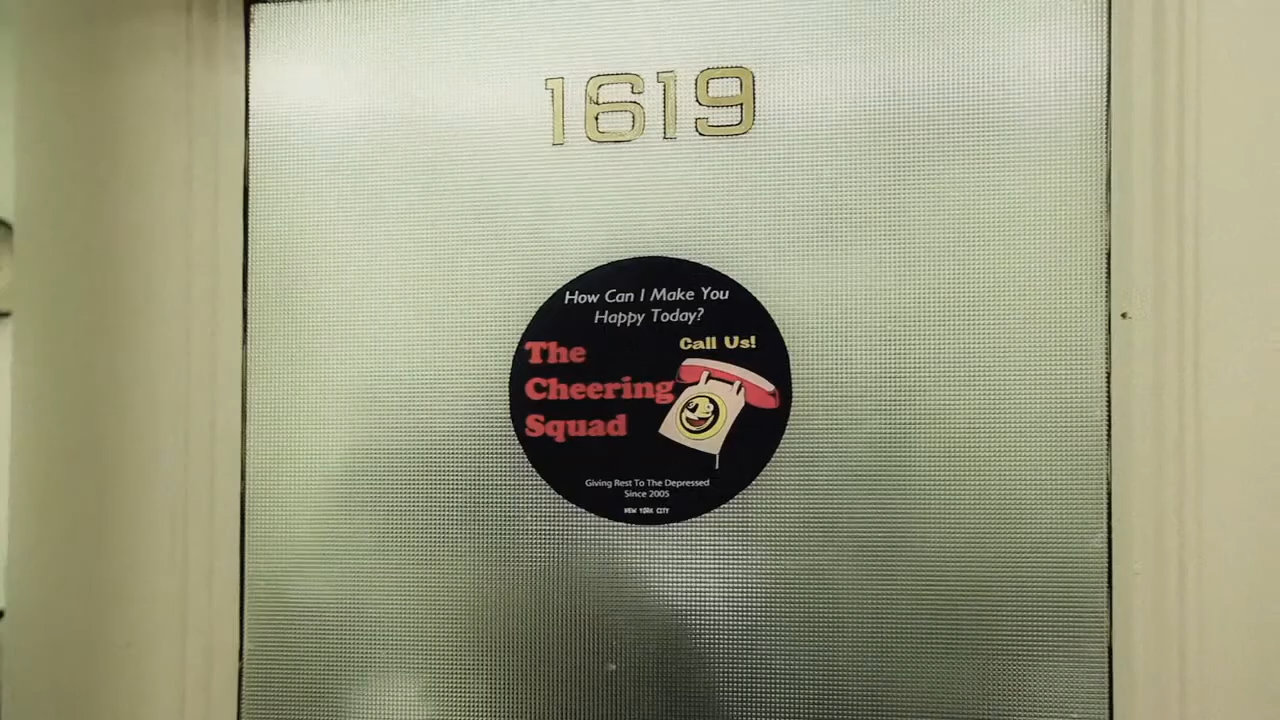 1619
How Can I Make You
Happy Today?
Call Us!
The
Cheering
Squad
Giving Rest To The Depressed
Since 2005
NEW YORK CITY